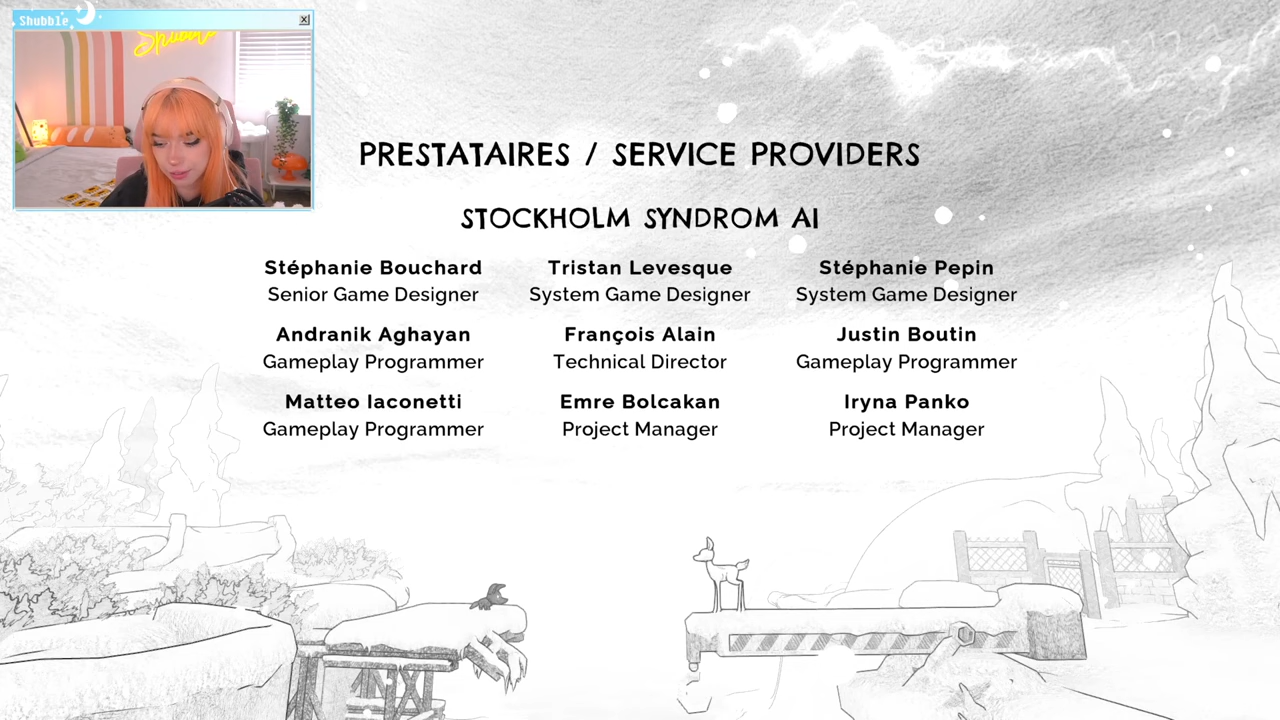 Shubble
Shubble
PRESTATAIRES / SERVICE PROVIDERS
STOCKHOLM SYNDROM AI
Stéphanie Bouchard Tristan Levesque Stéphanie Pepin
Senior Game Designer System Game Designer System Game Designer
Andranik Aghayan François Alain Justin Boutin
Gameplay Programmer Technical Director Gameplay Programmer
Matteo Iaconetti Emre Bolcakan Iryna Panko
Gameplay Programmer Project Manager Project Manager